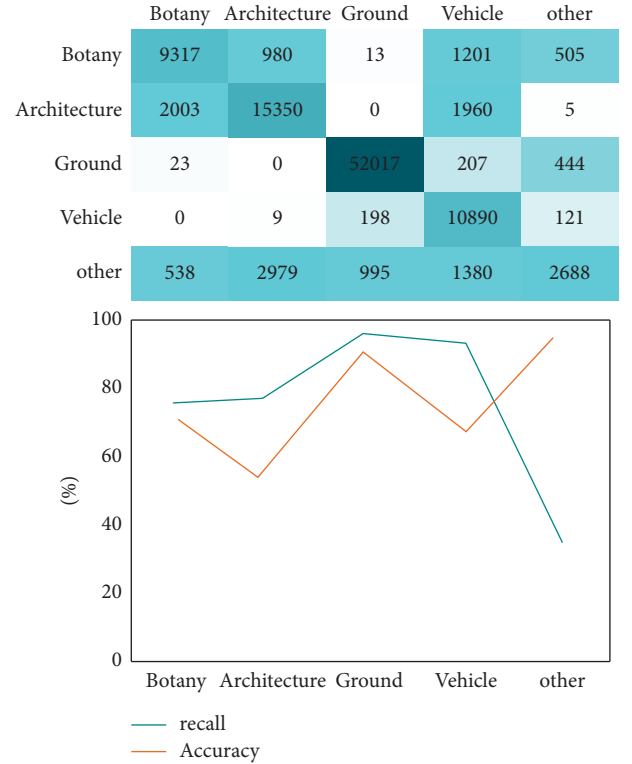 Botany Architecture Ground Vehicle other
Botany 9317 980 13 1201 505
Architecture 2003 15350 0 1960 5
Ground 23 0 52017 207 444
Vehicle 0 9 198 10890 121
other 538 2979 995 1380 2688
100
80
60
40
20
0
(%)
Botany Architecture Ground Vehicle other
recall
Accuracy